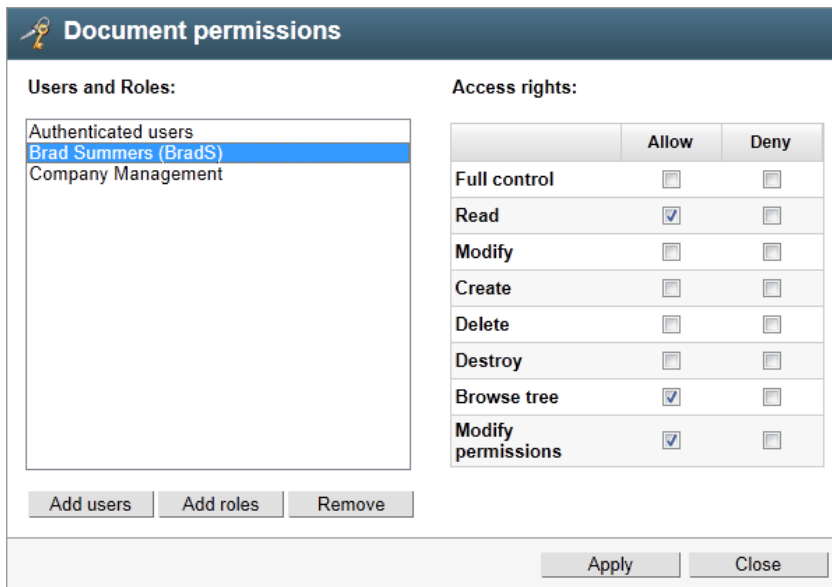 Document permissions
Users and Roles:
Access rights:
Authenticated users
Brad Summers (BradS)
Company Management
Allow Deny
Full control
Read
Modify
Create
Delete
Destroy
Browse tree
Modify
permissions
Add users Add roles Remove
Apply Close